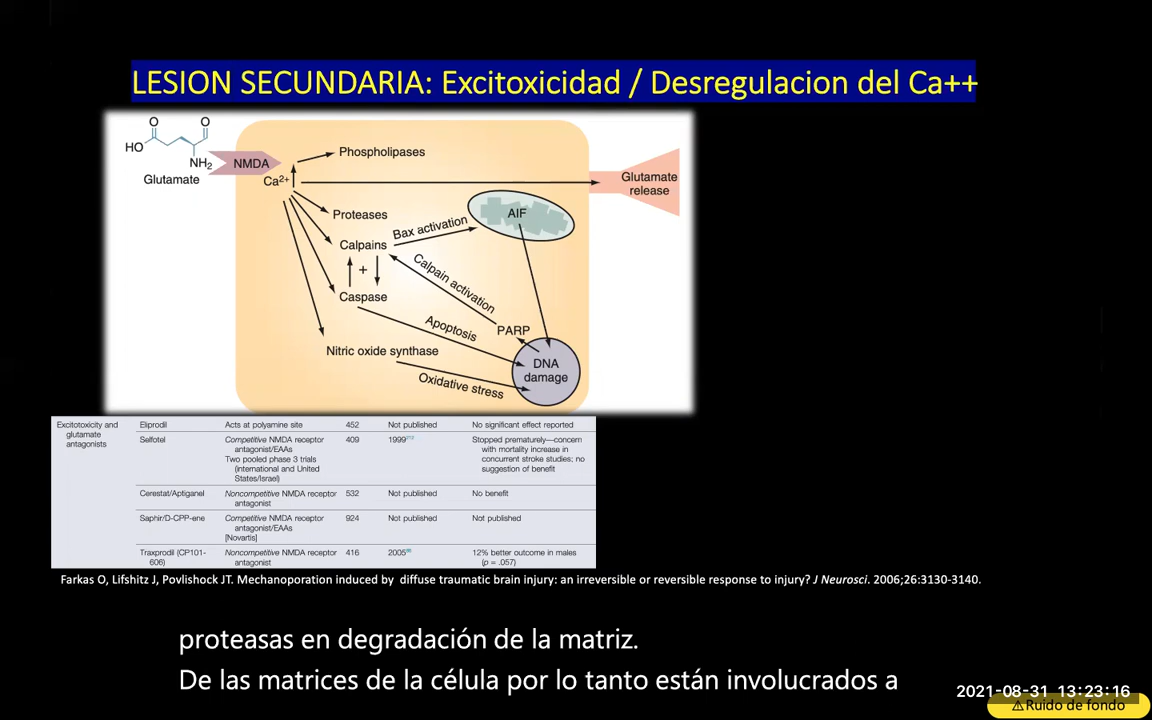 LESION SECUNDARIA: Excitoxicidad / Desregulacion del Ca++
O
O
HO
NH2
Glutamate
NMDA
Ca2+
Phospholipases
Glutamate
release
Proteases
AIF
Bax activation
Calpains
Calpain activation
+
Caspase
Apoptosis
PARP
Nitric oxide synthase
DNA
damage
Oxidative stress
Excitotoxicity and
glutamate
antagonists
Eliprodil Acts at polyamine site 452 Not published No significant effect reported
Selfotel Competitive NMDA receptor 409 1999 Stopped prematurely—concern
antagonist/EAAs with mortality increase in
Two pooled phase 3 trials concurrent stroke studies; no
(international and United suggestion of benefit
States/Israel)
Cerestat/Aptiganel Noncompetitive NMDA receptor 532 Not published No benefit
antagonist
Saphir/D-CPP-ene Competitive NMDA receptor 924 Not published Not published
antagonist/EAAs
[Novartis]
Traxprodil (CP101- Noncompetitive NMDA receptor 416 2005 12% better outcome in males
606) antagonist (p = .057)
Farkas O, Lifshitz J, Povlishock JT. Mechanoporation induced by diffuse traumatic brain injury: an irreversible or reversible response to injury? J Neurosci. 2006;26:3130-3140.
proteasas en degradación de la matriz.
De las matrices de la célula por lo tanto están involucrados a
2021-08-31 13:23:16
⚠Ruido de fondo